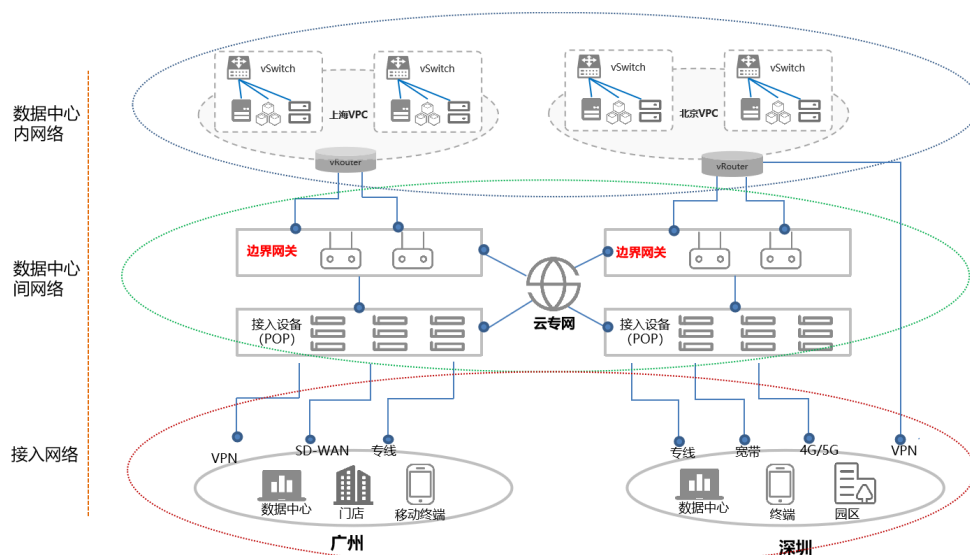 数据中心
内网络
vSwitch
vSwitch
上海VPC
vRouter
vSwitch
vSwitch
北京VPC
vRouter
数据中心
间网络
边界网关
边界网关
云专网
接入设备
(POP)
接入设备
(POP)
接入网络
VPN
SD-WAN
专线
专线
宽带
4G/5G
VPN
数据中心
门店
移动终端
数据中心
终端
园区
广州
深圳